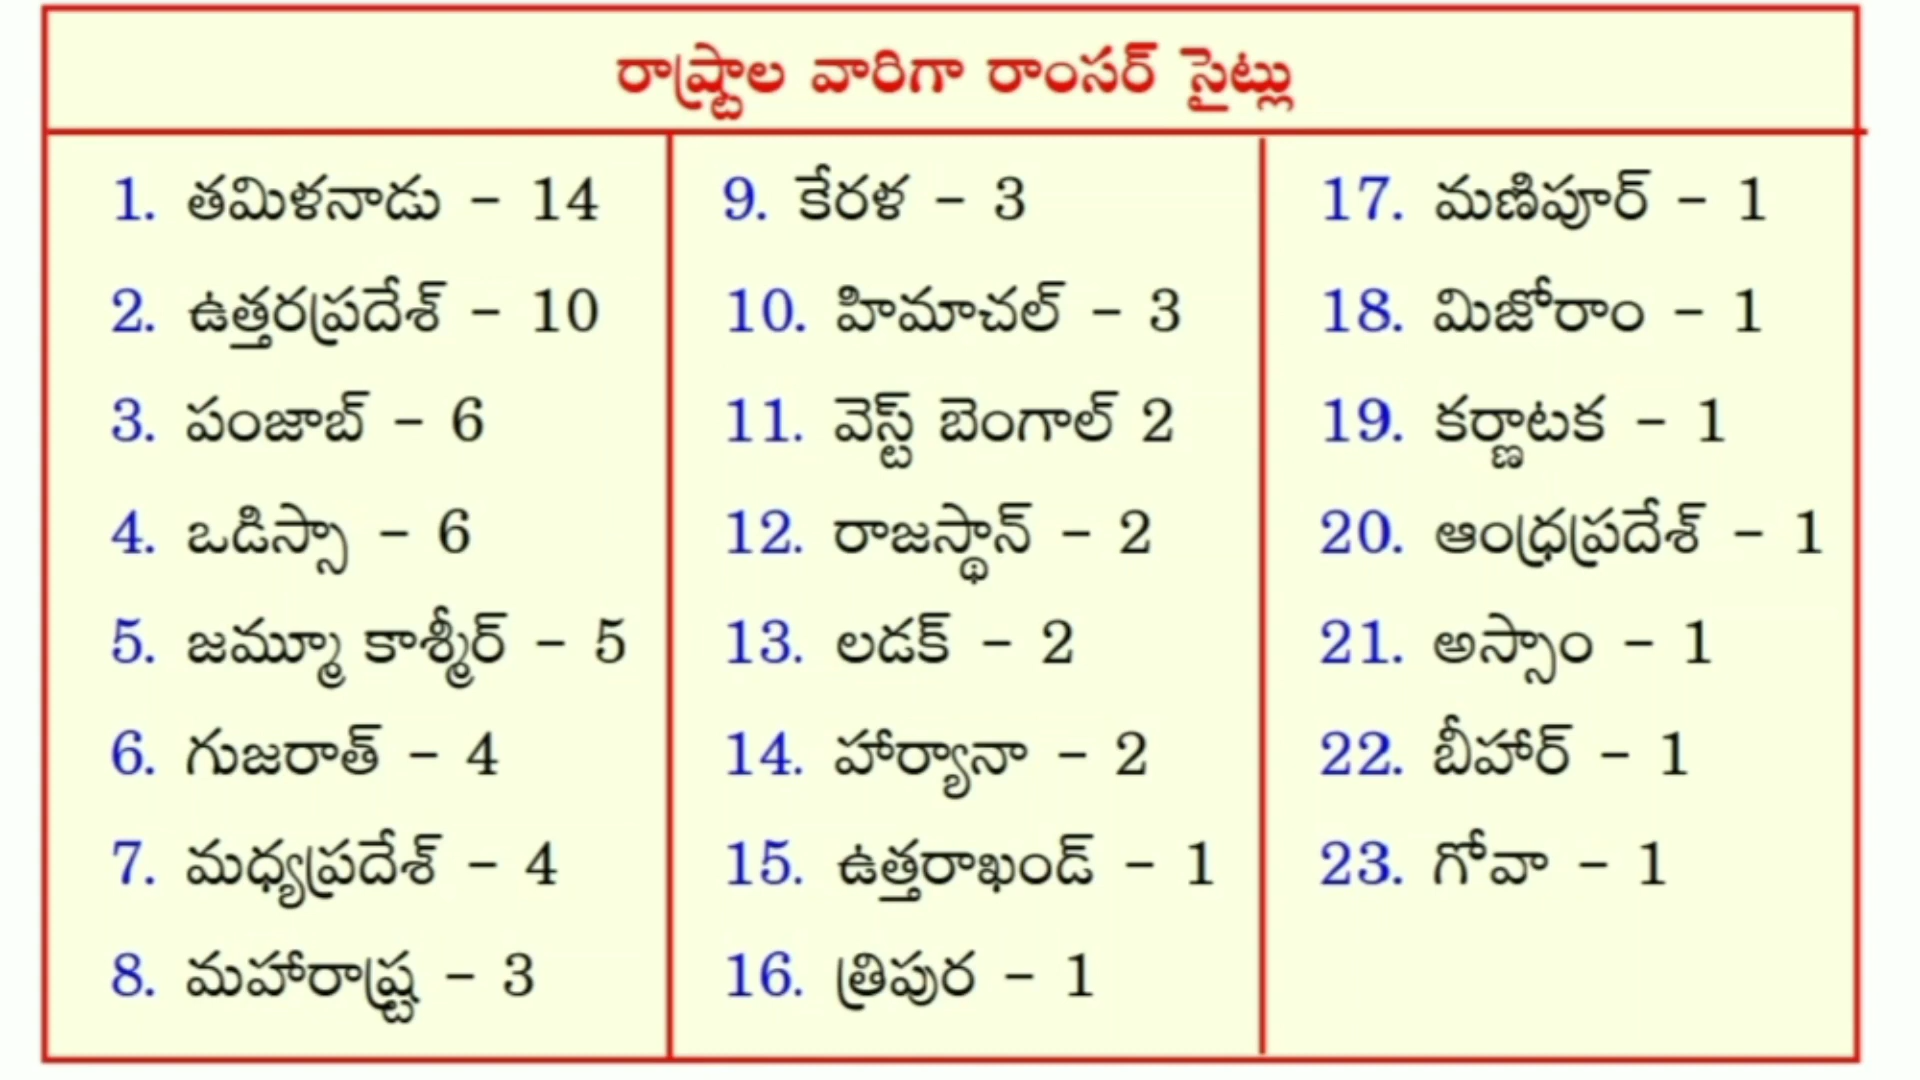 రాష్ట్రాల వారిగా రాంసర్ సైట్లు
1. తమిళనాడు - 14
2. ఉత్తరప్రదేశ్ - 10
3. పంజాబ్ - 6
4. ఒడిస్సా - 6
5. జమ్మూ కాశ్మీర్ - 5
6. గుజరాత్ - 4
7. మధ్యప్రదేశ్ - 4
8. మహారాష్ట్ర - 3
9. కేరళ - 3
10. హిమాచల్ - 3
11. వెస్ట్ బెంగాల్ 2
12. రాజస్థాన్ - 2
13. లడక్ - 2
14. హార్యానా - 2
15. ఉత్తరాఖండ్ - 1
16. త్రిపుర - 1
17. మణిపూర్ - 1
18. మిజోరాం - 1
19. కర్ణాటక - 1
20. ఆంధ్రప్రదేశ్ - 1
21. అస్సాం - 1
22. బీహార్ - 1
23. గోవా - 1